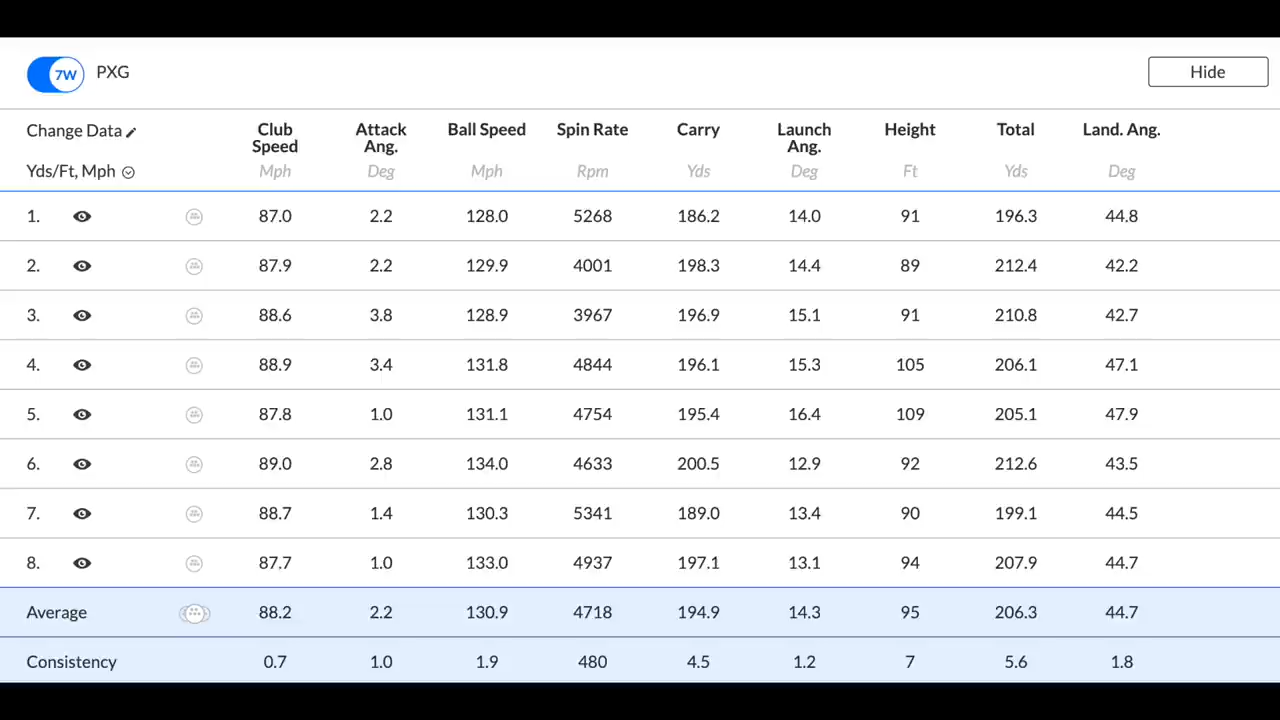 7W PXG Hide
Change Data Club Speed Attack Ang. Ball Speed Spin Rate Carry Launch Ang. Height Total Land. Ang.
Yds/Ft, Mph Mph Deg Mph Rpm Yds Deg Ft Yds Deg
1. 87.0 2.2 128.0 5268 186.2 14.0 91 196.3 44.8
2. 87.9 2.2 129.9 4001 198.3 14.4 89 212.4 42.2
3. 88.6 3.8 128.9 3967 196.9 15.1 91 210.8 42.7
4. 88.9 3.4 131.8 4844 196.1 15.3 105 206.1 47.1
5. 87.8 1.0 131.1 4754 195.4 16.4 109 205.1 47.9
6. 89.0 2.8 134.0 4633 200.5 12.9 92 212.6 43.5
7. 88.7 1.4 130.3 5341 189.0 13.4 90 199.1 44.5
8. 87.7 1.0 133.0 4937 197.1 13.1 94 207.9 44.7
Average 88.2 2.2 130.9 4718 194.9 14.3 95 206.3 44.7
Consistency 0.7 1.0 1.9 480 4.5 1.2 7 5.6 1.8